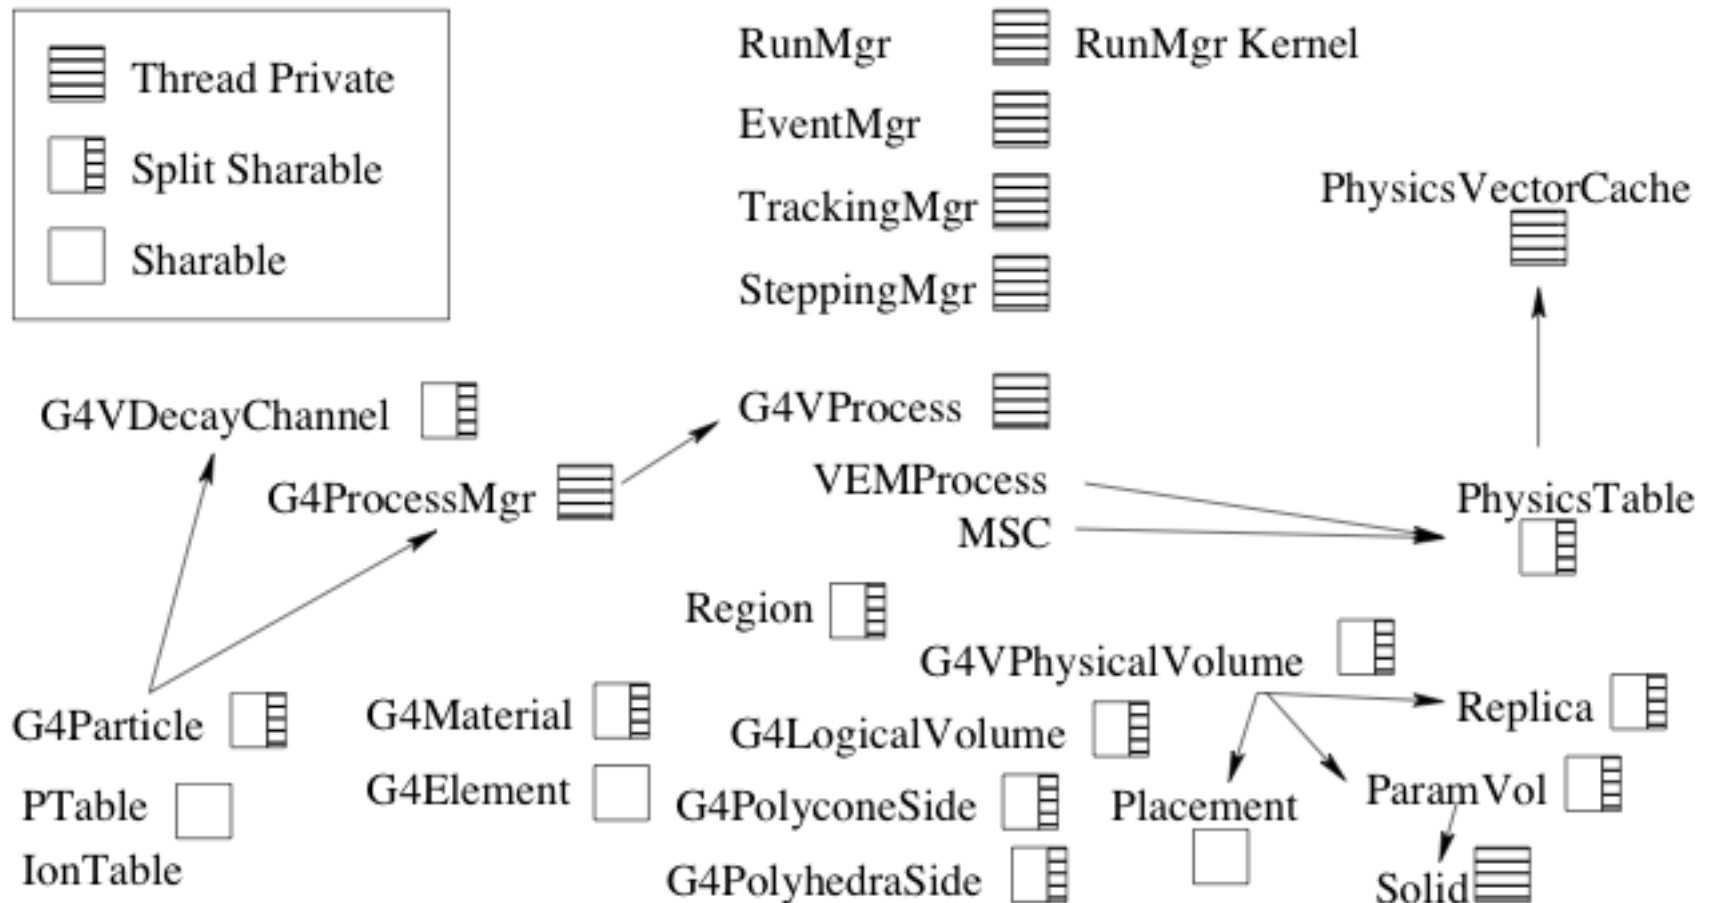 Thread Private
Split Sharable
Sharable
RunMgr
RunMgr Kernel
EventMgr
TrackingMgr
SteppingMgr
PhysicsVectorCache
G4VDecayChannel
G4ProcessMgr
G4VProcess
VEMProcess
MSC
PhysicsTable
Region
G4VPhysicalVolume
G4Particle
G4Material
G4LogicalVolume
Replica
PTable
G4Element
G4PolyconeSide
Placement
ParamVol
IonTable
G4PolyhedraSide
Solid